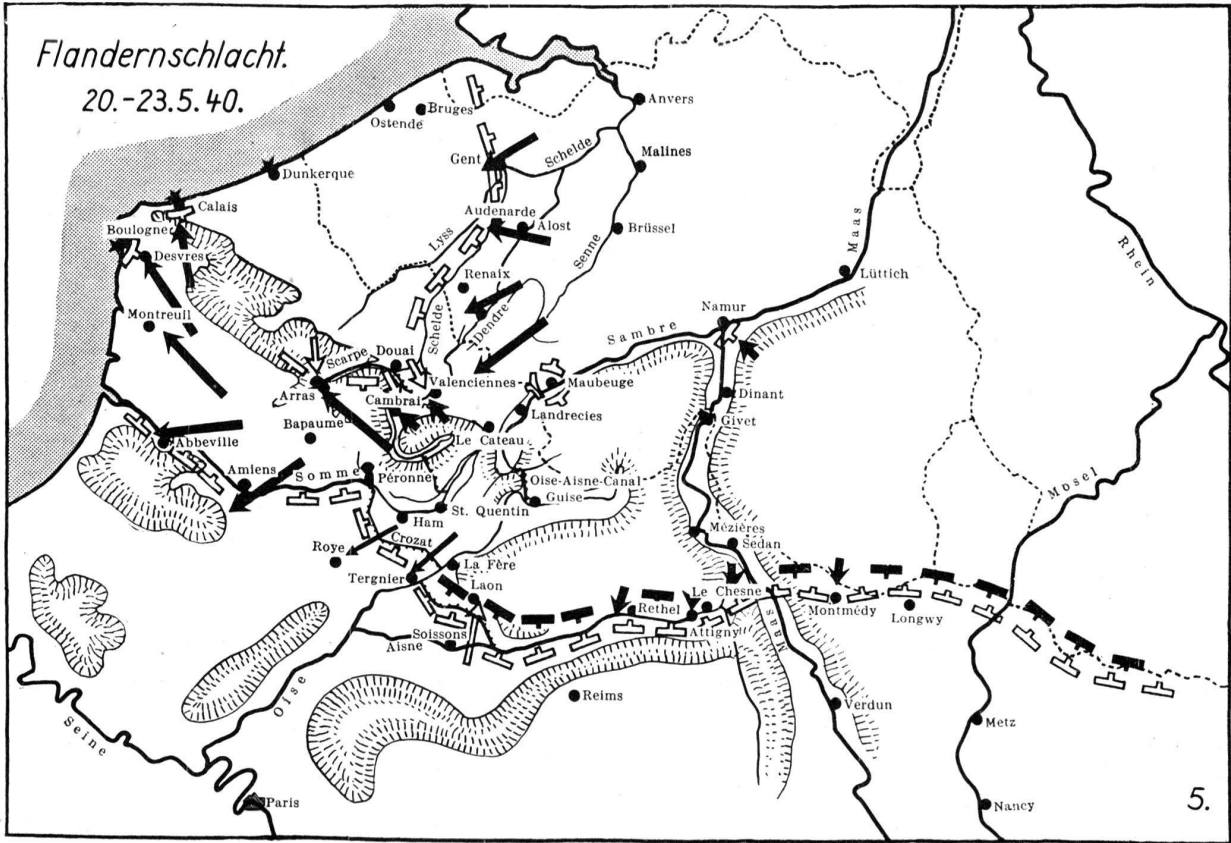 Flandernschlacht.
20.-23.5.40.
Anvers
Ostende
Bruges
Gent
Schelde
Malines
Dunkerque
Calais
Audenarde
Alost
Brüssel
Boulogne
Desvres
Lyss
Senne
Maas
Rhein
Lüttich
Renaix
Montreuil
Schelde
Dendre
Namur
Sambre
Scarpe
Douai
Valenciennes
Maubeuge
Dinant
Arras
Cambrai
Landrecies
Givet
Bapaume
Le Cateau
Abbeville
Amiens
Somme
Péronne
Oise-Aisne-Canal
Guise
Mosel
St. Quentin
Ham
Mézières
Sedan
Roye
Crozat
La Fère
Tergnier
Laon
Le Chesne
Rethel
Montmédy
Longwy
Attigny
Soissons
Aisne
Maas
Reims
Verdun
Oise
Metz
Seine
Paris
Nancy
5.